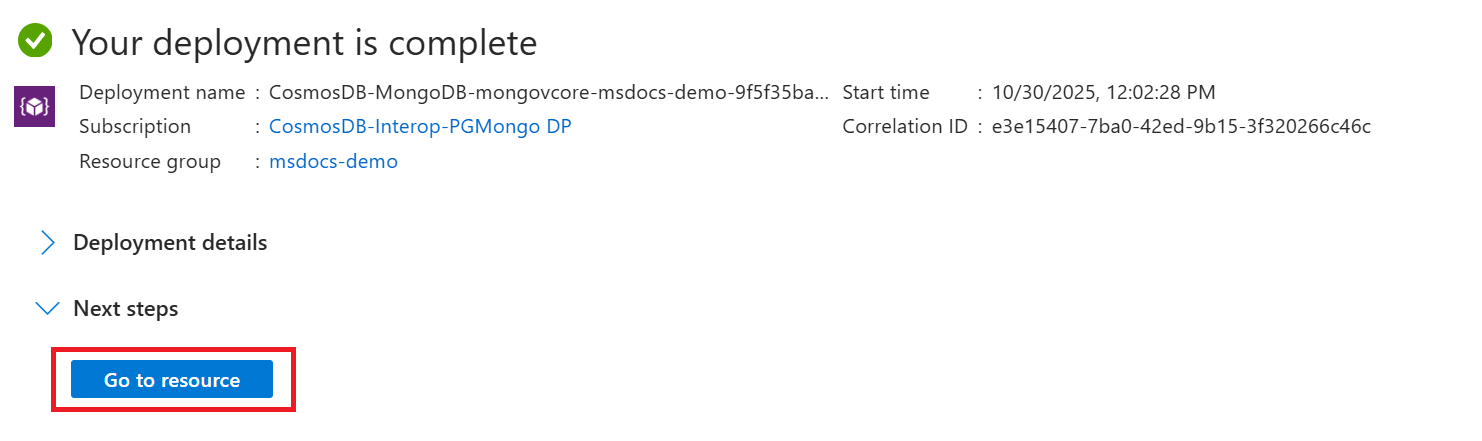 Your deployment is complete
Deployment name : CosmosDB-MongoDB-mongovcore-msdocs-demo-9f5f35ba... Start time : 10/30/2025, 12:02:28 PM
Subscription : CosmosDB-Interop-PGMongo DP Correlation ID : e3e15407-7ba0-42ed-9b15-3f320266c46c
Resource group : msdocs-demo
Deployment details
Next steps
Go to resource